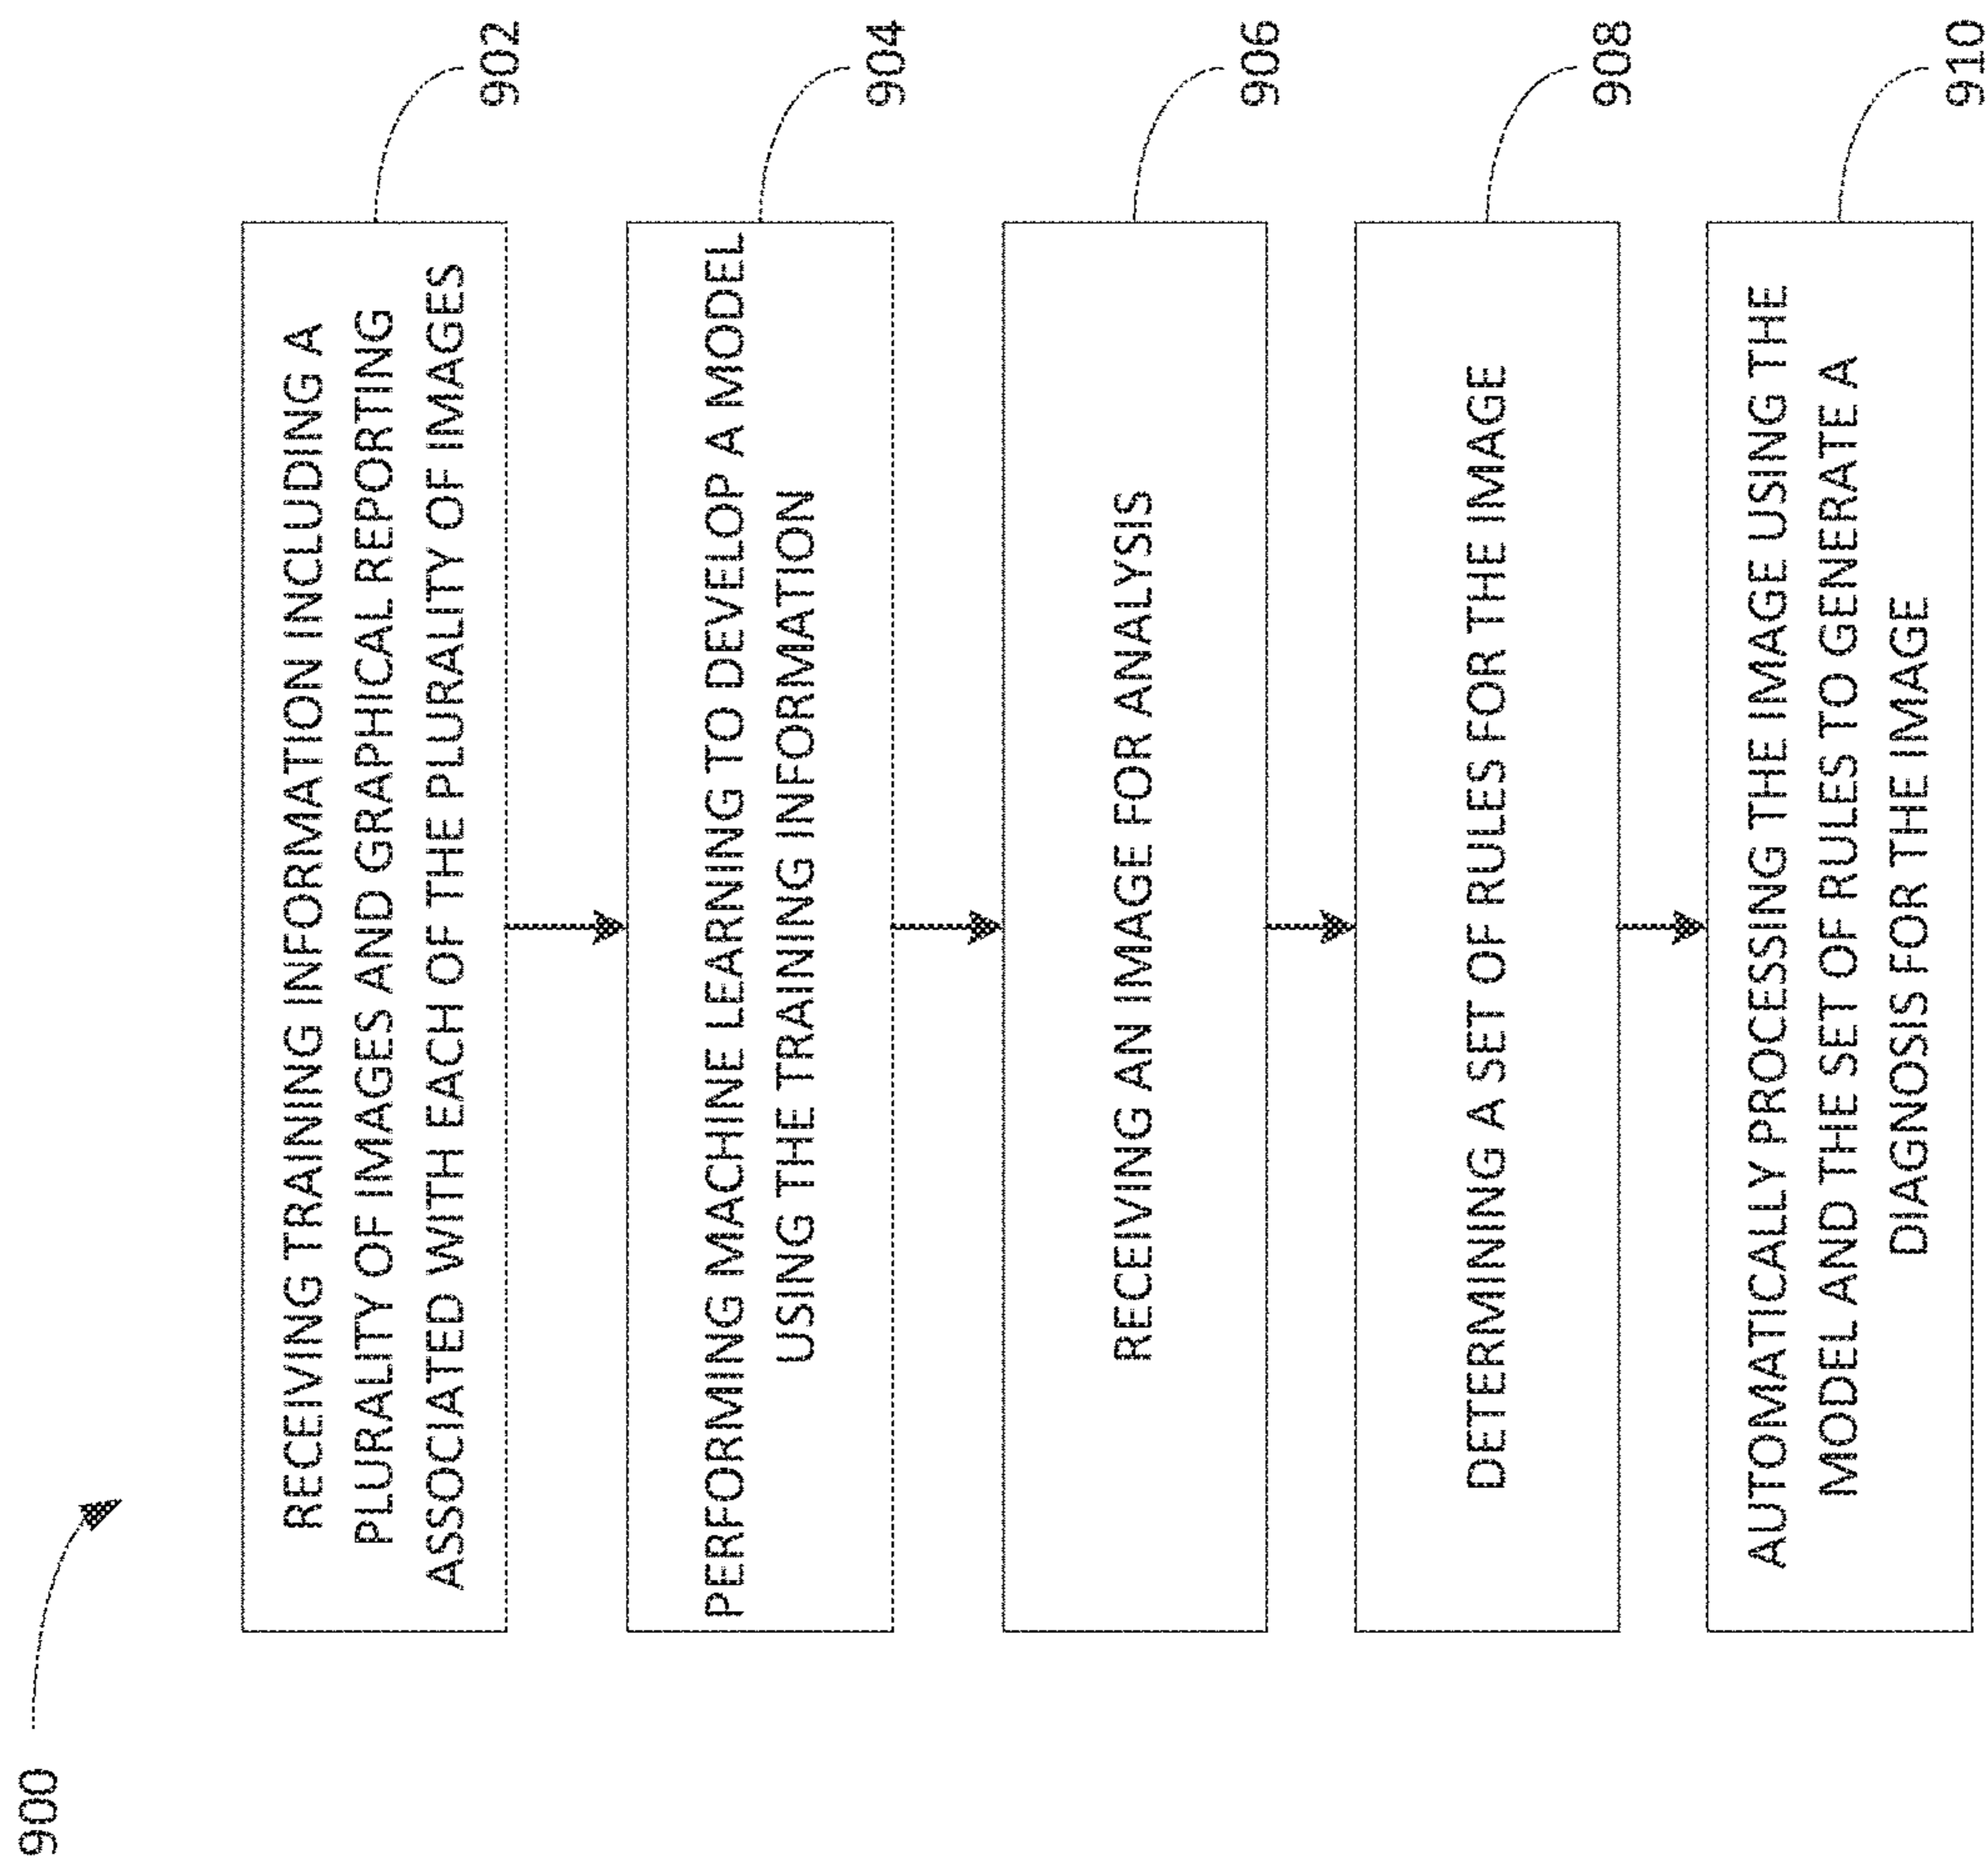 900
RECEIVING TRAINING INFORMATION INCLUDING A
PLURALITY OF IMAGES AND GRAPHICAL REPORTING
ASSOCIATED WITH EACH OF THE PLURALITY OF IMAGES
902
PERFORMING MACHINE LEARNING TO DEVELOP A MODEL
USING THE TRAINING INFORMATION
904
RECEIVING AN IMAGE FOR ANALYSIS
906
DETERMINING A SET OF RULES FOR THE IMAGE
908
AUTOMATICALLY PROCESSING THE IMAGE USING THE
MODEL AND THE SET OF RULES TO GENERATE A
DIAGNOSIS FOR THE IMAGE
910